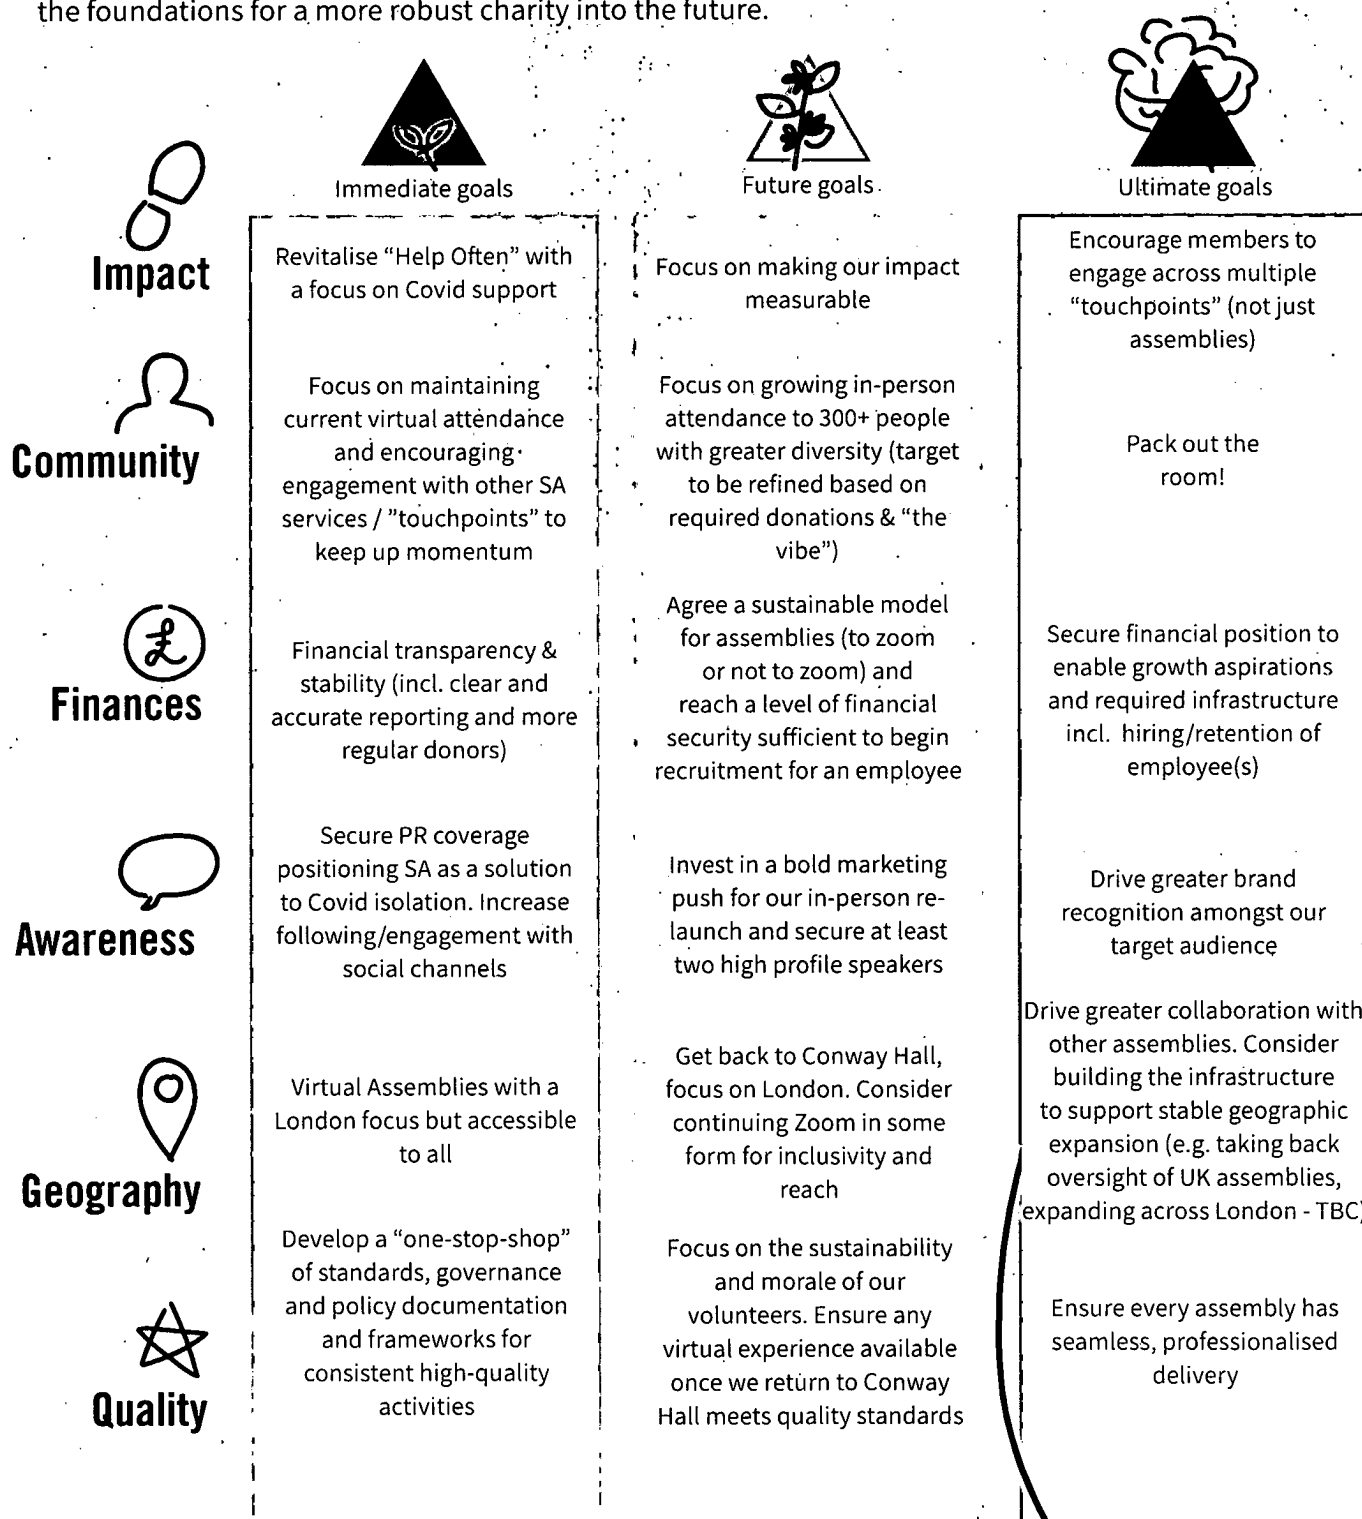 the foundations for a more robust charity into the future.
Immediate goals
Future goals
Ultimate goals
Impact
Revitalise “Help Often” with
a focus on Covid support
Focus on making our impact
measurable
Encourage members to
engage across multiple
“touchpoints” (not just
assemblies)
Community
Focus on maintaining
current virtual attendance
and encouraging
engagement with other SA
services / ”touchpoints” to
keep up momentum
Focus on growing in-person
attendance to 300+ people
with greater diversity (target
to be refined based on
required donations & “the
vibe”)
Pack out the
room!
Finances
Financial transparency &
stability (incl. clear and
accurate reporting and more
regular donors)
Agree a sustainable model
for assemblies (to zoom
or not to zoom) and
reach a level of financial
security sufficient to begin
recruitment for an employee
Secure financial position to
enable growth aspirations
and required infrastructure
incl. hiring/retention of
employee(s)
Awareness
Secure PR coverage
positioning SA as a solution
to Covid isolation. Increase
following/engagement with
social channels
Invest in a bold marketing
push for our in-person re-
launch and secure at least
two high profile speakers
Drive greater brand
recognition amongst our
target audience
Geography
Virtual Assemblies with a
London focus but accessible
to all
Get back to Conway Hall,
focus on London. Consider
continuing Zoom in some
form for inclusivity and
reach
Drive greater collaboration with
other assemblies. Consider
building the infrastructure
to support stable geographic
expansion (e.g. taking back
oversight of UK assemblies,
expanding across London - TBC)
Quality
Develop a “one-stop-shop”
of standards, governance
and policy documentation
and frameworks for
consistent high-quality
activities
Focus on the sustainability
and morale of our
volunteers. Ensure any
virtual experience available
once we return to Conway
Hall meets quality standards
Ensure every assembly has
seamless, professionalised
delivery